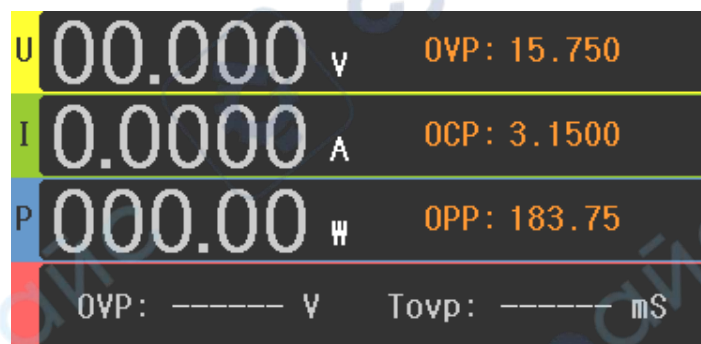 U 00.000 V OVP: 15.750
I 0.0000 A OCP: 3.1500
P 000.00 W OPP: 183.75
OVP: ------ V Tovp: ------ mS